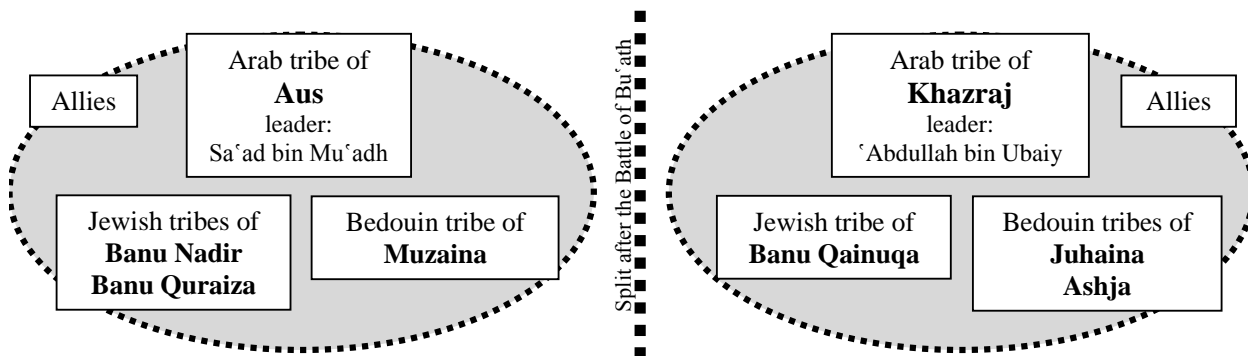 Allies
Arab tribe of
Aus
leader:
Saʿad bin Muʿadh
Jewish tribes of
Banu Nadir
Banu Quraiza
Bedouin tribe of
Muzaina
Split after the Battle of Buʿath
Arab tribe of
Khazraj
leader:
ʿAbdullah bin Ubaiy
Allies
Jewish tribe of
Banu Qainuqa
Bedouin tribes of
Juhaina
Ashja